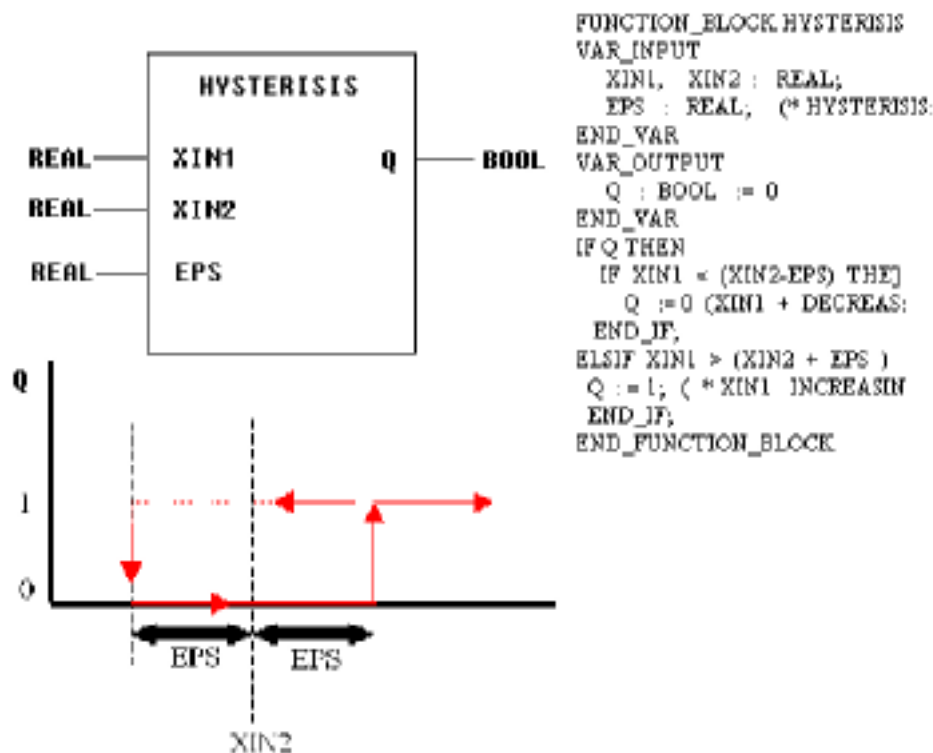 HYSTERISIS
REAL XIN1 Q BOOL
REAL XIN2
REAL EPS
Q
1
0
EPS EPS
XIN2
FUNCTION_BLOCK HYSTERISIS
VAR_INPUT
XIN1, XIN2 : REAL;
EPS : REAL; (* HYSTERISIS:
END_VAR
VAR_OUTPUT
Q : BOOL := 0
END_VAR
IF Q THEN
IF XIN1 < (XIN2-EPS) THE]
Q := 0 (XIN1 + DECREAS:
END_IF;
ELSIF XIN1 > (XIN2 + EPS )
Q := 1; ( * XIN1 INCREASIN
END_IF;
END_FUNCTION_BLOCK